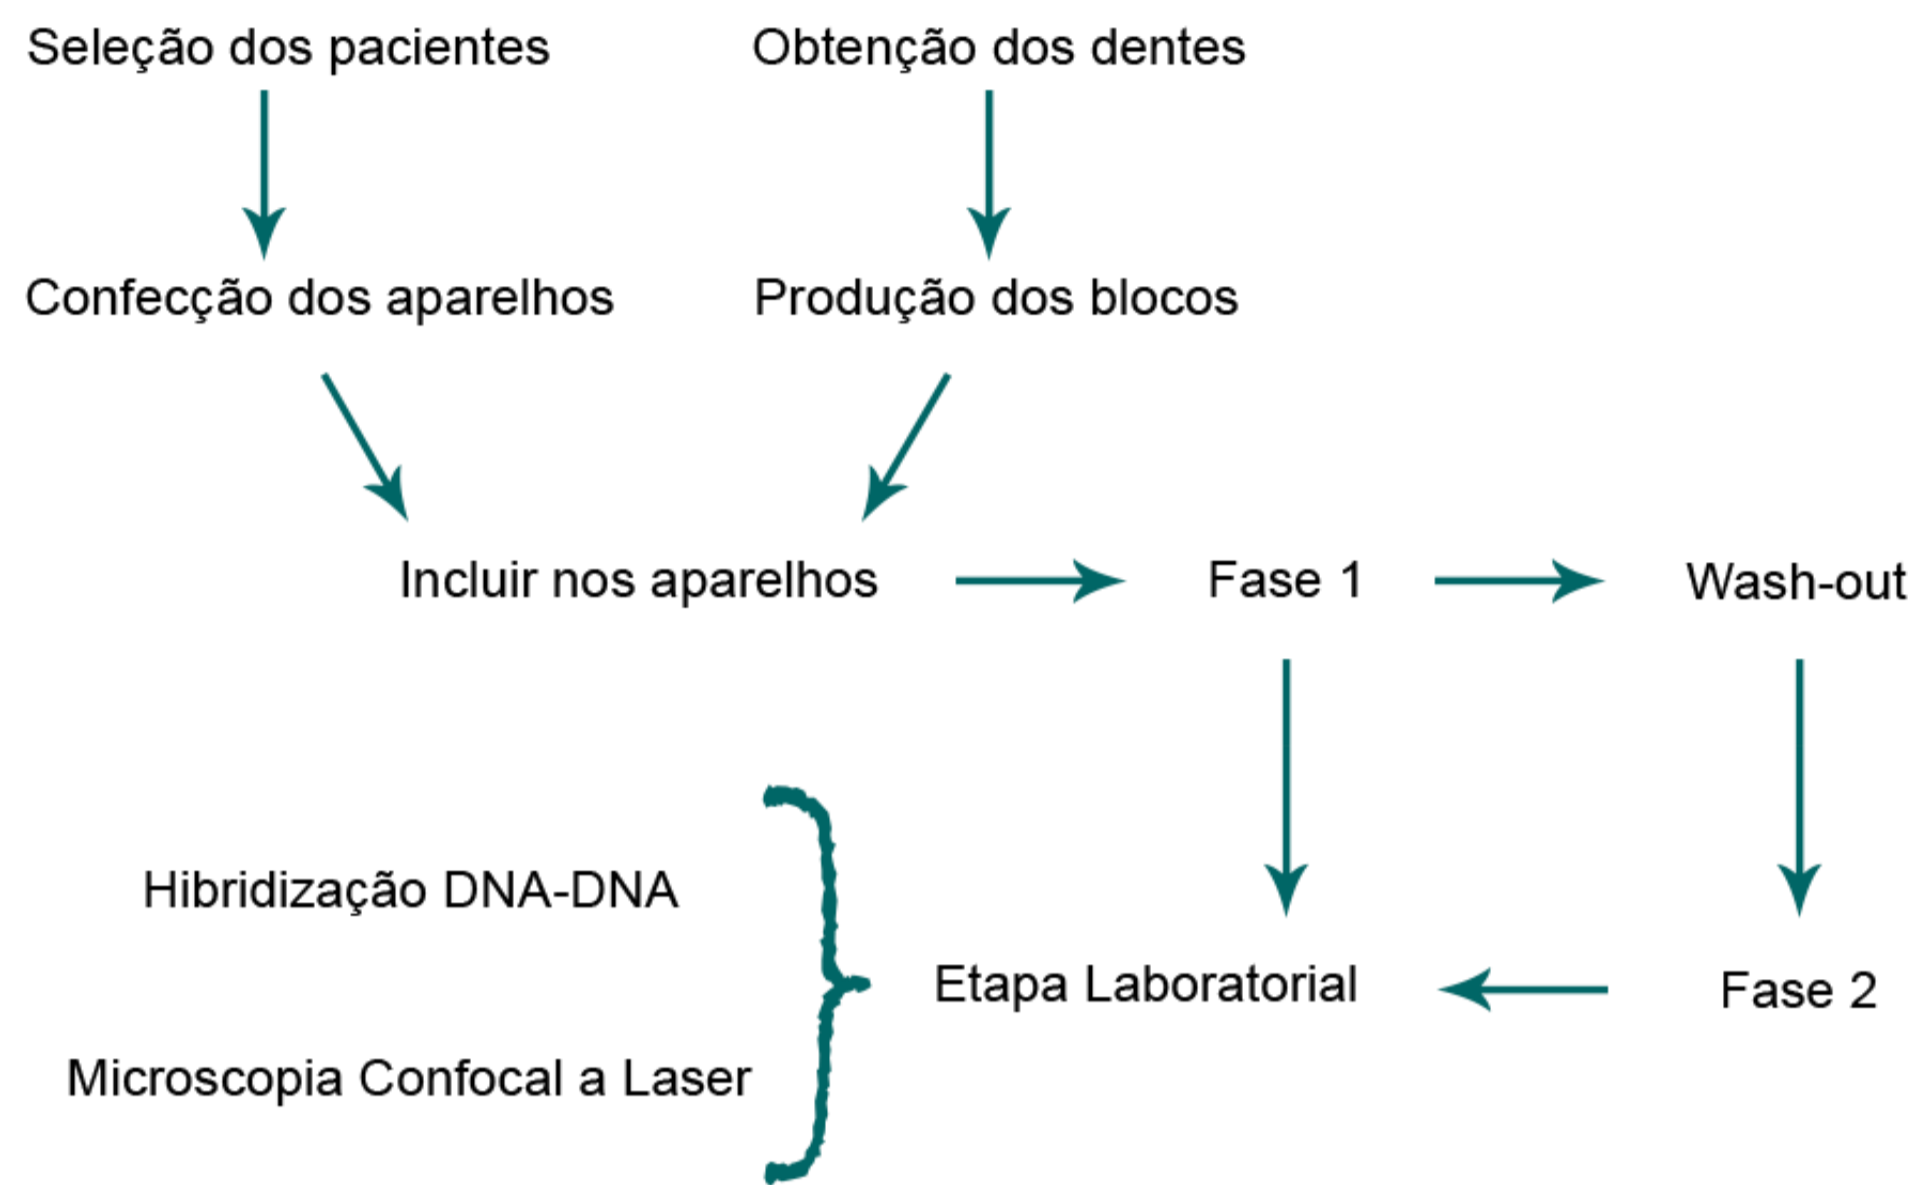 Seleção dos pacientes
Obtenção dos dentes
Confecção dos aparelhos
Produção dos blocos
Incluir nos aparelhos
Fase 1
Wash-out
Hibridização DNA-DNA
Etapa Laboratorial
Fase 2
Microscopia Confocal a Laser